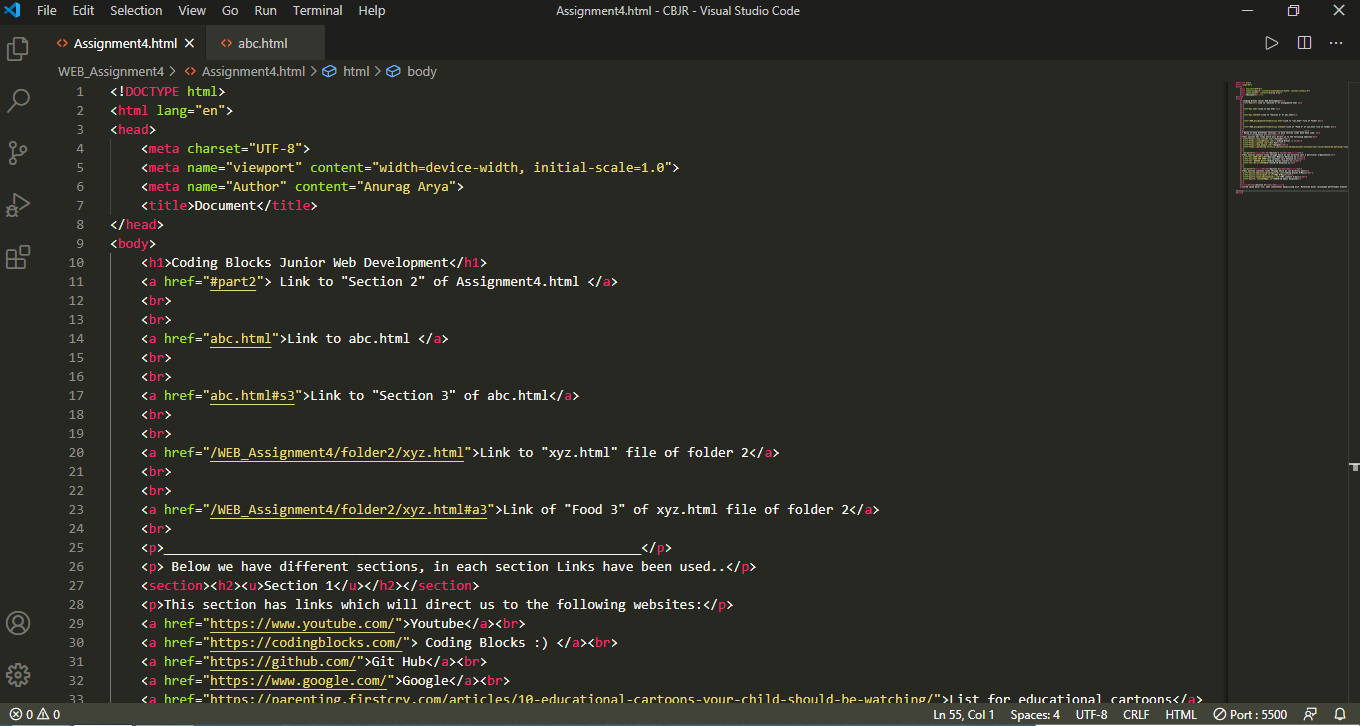 File Edit Selection View Go Run Terminal Help Assignment4.html - CBJR - Visual Studio Code
Assignment4.html abc.html
WEB_Assignment4 > Assignment4.html > html > body
1 <!DOCTYPE html>
2 <html lang="en">
3 <head>
4 <meta charset="UTF-8">
5 <meta name="viewport" content="width=device-width, initial-scale=1.0">
6 <meta name="Author" content="Anurag Arya">
7 <title>Document</title>
8 </head>
9 <body>
10 <h1>Coding Blocks Junior Web Development</h1>
11 <a href="#part2"> Link to "Section 2" of Assignment4.html </a>
12 <br>
13 <br>
14 <a href="abc.html">Link to abc.html </a>
15 <br>
16 <br>
17 <a href="abc.html#s3">Link to "Section 3" of abc.html</a>
18 <br>
19 <br>
20 <a href="/WEB_Assignment4/folder2/xyz.html">Link to "xyz.html" file of folder 2</a>
21 <br>
22 <br>
23 <a href="/WEB_Assignment4/folder2/xyz.html#a3">Link of "Food 3" of xyz.html file of folder 2</a>
24 <br>
25 <p>______________________________________________________________</p>
26 <p> Below we have different sections, in each section Links have been used..</p>
27 <section><h2><u>Section 1</u></h2></section>
28 <p>This section has links which will direct us to the following websites:</p>
29 <a href="https://www.youtube.com/">Youtube</a><br>
30 <a href="https://codingblocks.com/"> Coding Blocks :) </a><br>
31 <a href="https://github.com/">Git Hub</a><br>
32 <a href="https://www.google.com/">Google</a><br>
33 <a href="https://parenting.firstcry.com/articles/10-educational-cartoons-your-child-should-be-watching/">List for educational cartoons</a>
0 0 Ln 55, Col 1 Spaces: 4 UTF-8 CRLF HTML Port : 5500